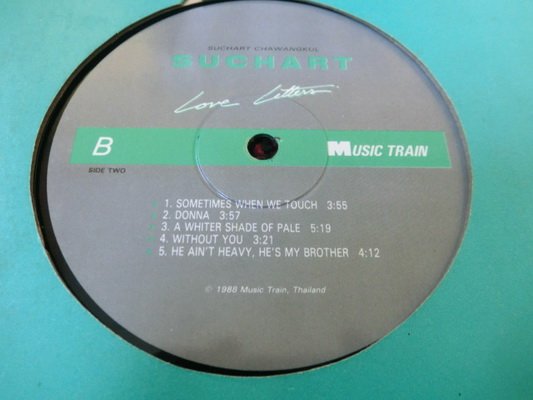 SUCHART CHAWANGKUL
SUCHART
Love Letters
B
MUSIC TRAIN
SIDE TWO
1. SOMETIMES WHEN WE TOUCH 3:55
2. DONNA 3:57
3. A WHITER SHADE OF PALE 5:19
4. WITHOUT YOU 3:21
5. HE AIN'T HEAVY, HE'S MY BROTHER 4:12
© 1988 Music Train, Thailand